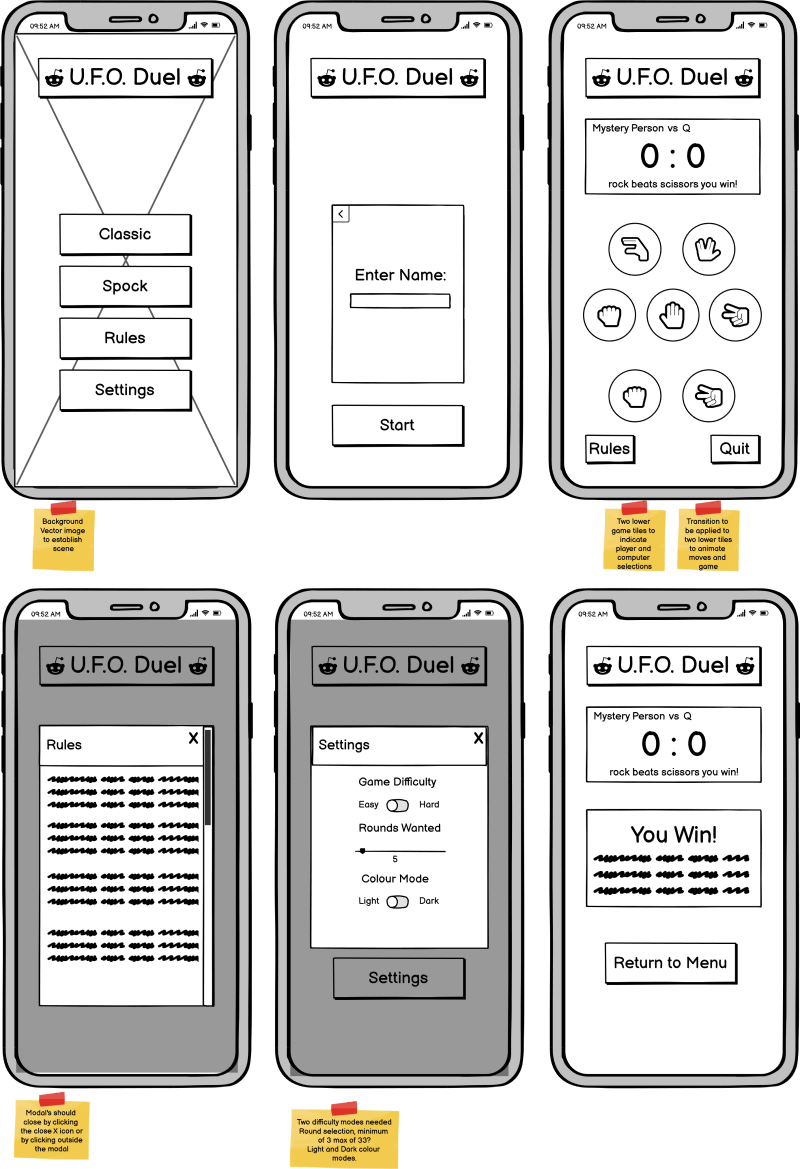 09:52 AM
U.F.O. Duel
Classic
Spock
Rules
Settings
Background
Vector image
to establish
scene
09:52 AM
U.F.O. Duel
<
Enter Name:
Start
09:52 AM
U.F.O. Duel
Mystery Person vs Q
0 : 0
rock beats scissors you win!
Rules
Quit
Two lower
game tiles to
indicate
player and
computer
selections
Transition to
be applied to
two lower tiles
to animate
moves and
game
09:52 AM
U.F.O. Duel
Rules
X
Modal's should
close by clicking
the close X icon or
by clicking outside
the modal
09:52 AM
U.F.O. Duel
Settings
X
Game Difficulty
Easy
Hard
Rounds Wanted
5
Colour Mode
Light
Dark
Settings
Two difficulty modes needed
Round selection, minimum
of 3 max of 33?
Light and Dark colour
modes.
09:52 AM
U.F.O. Duel
Mystery Person vs Q
0 : 0
rock beats scissors you win!
You Win!
Return to Menu